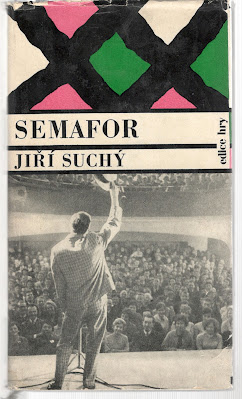 SEMAFOR
JIŘÍ SUCHÝ
edice hry